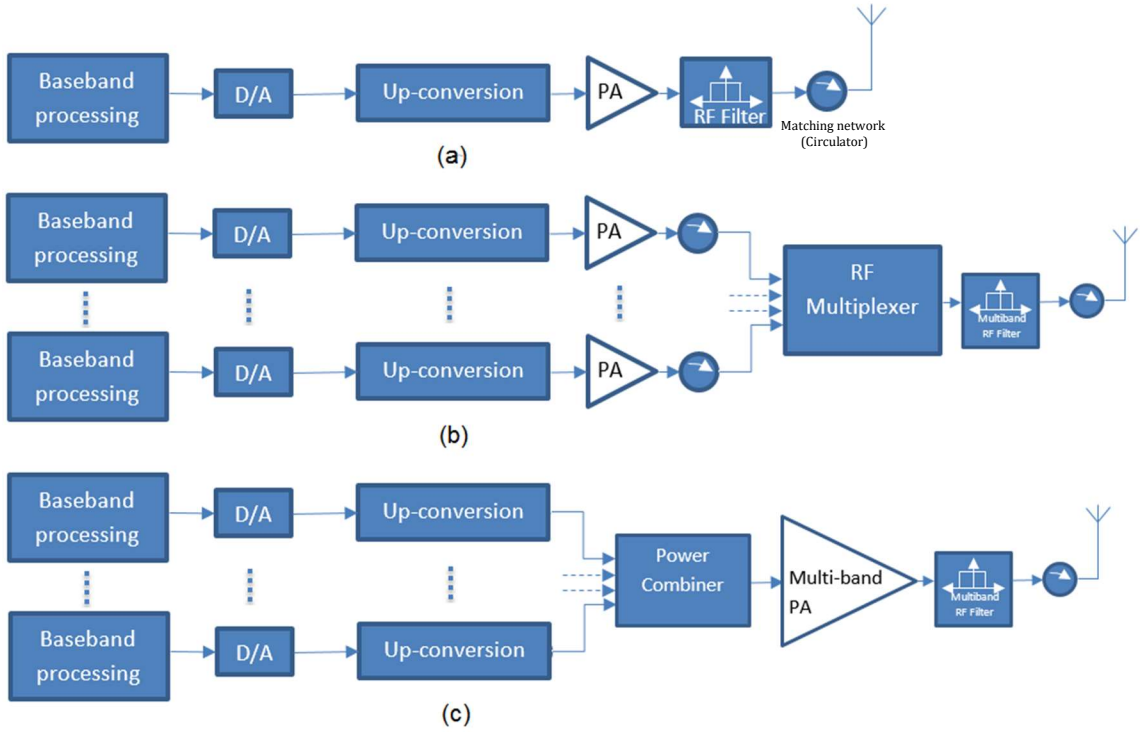 Baseband
processing
D/A
Up-conversion
PA
RF Filter
Matching network
(Circulator)
(a)
Baseband
processing
D/A
Up-conversion
PA
RF
Multiplexer
Multiband
RF Filter
Baseband
processing
D/A
Up-conversion
PA
(b)
Baseband
processing
D/A
Up-conversion
Power
Combiner
Multi-band
PA
Multiband
RF Filter
Baseband
processing
D/A
Up-conversion
(c)